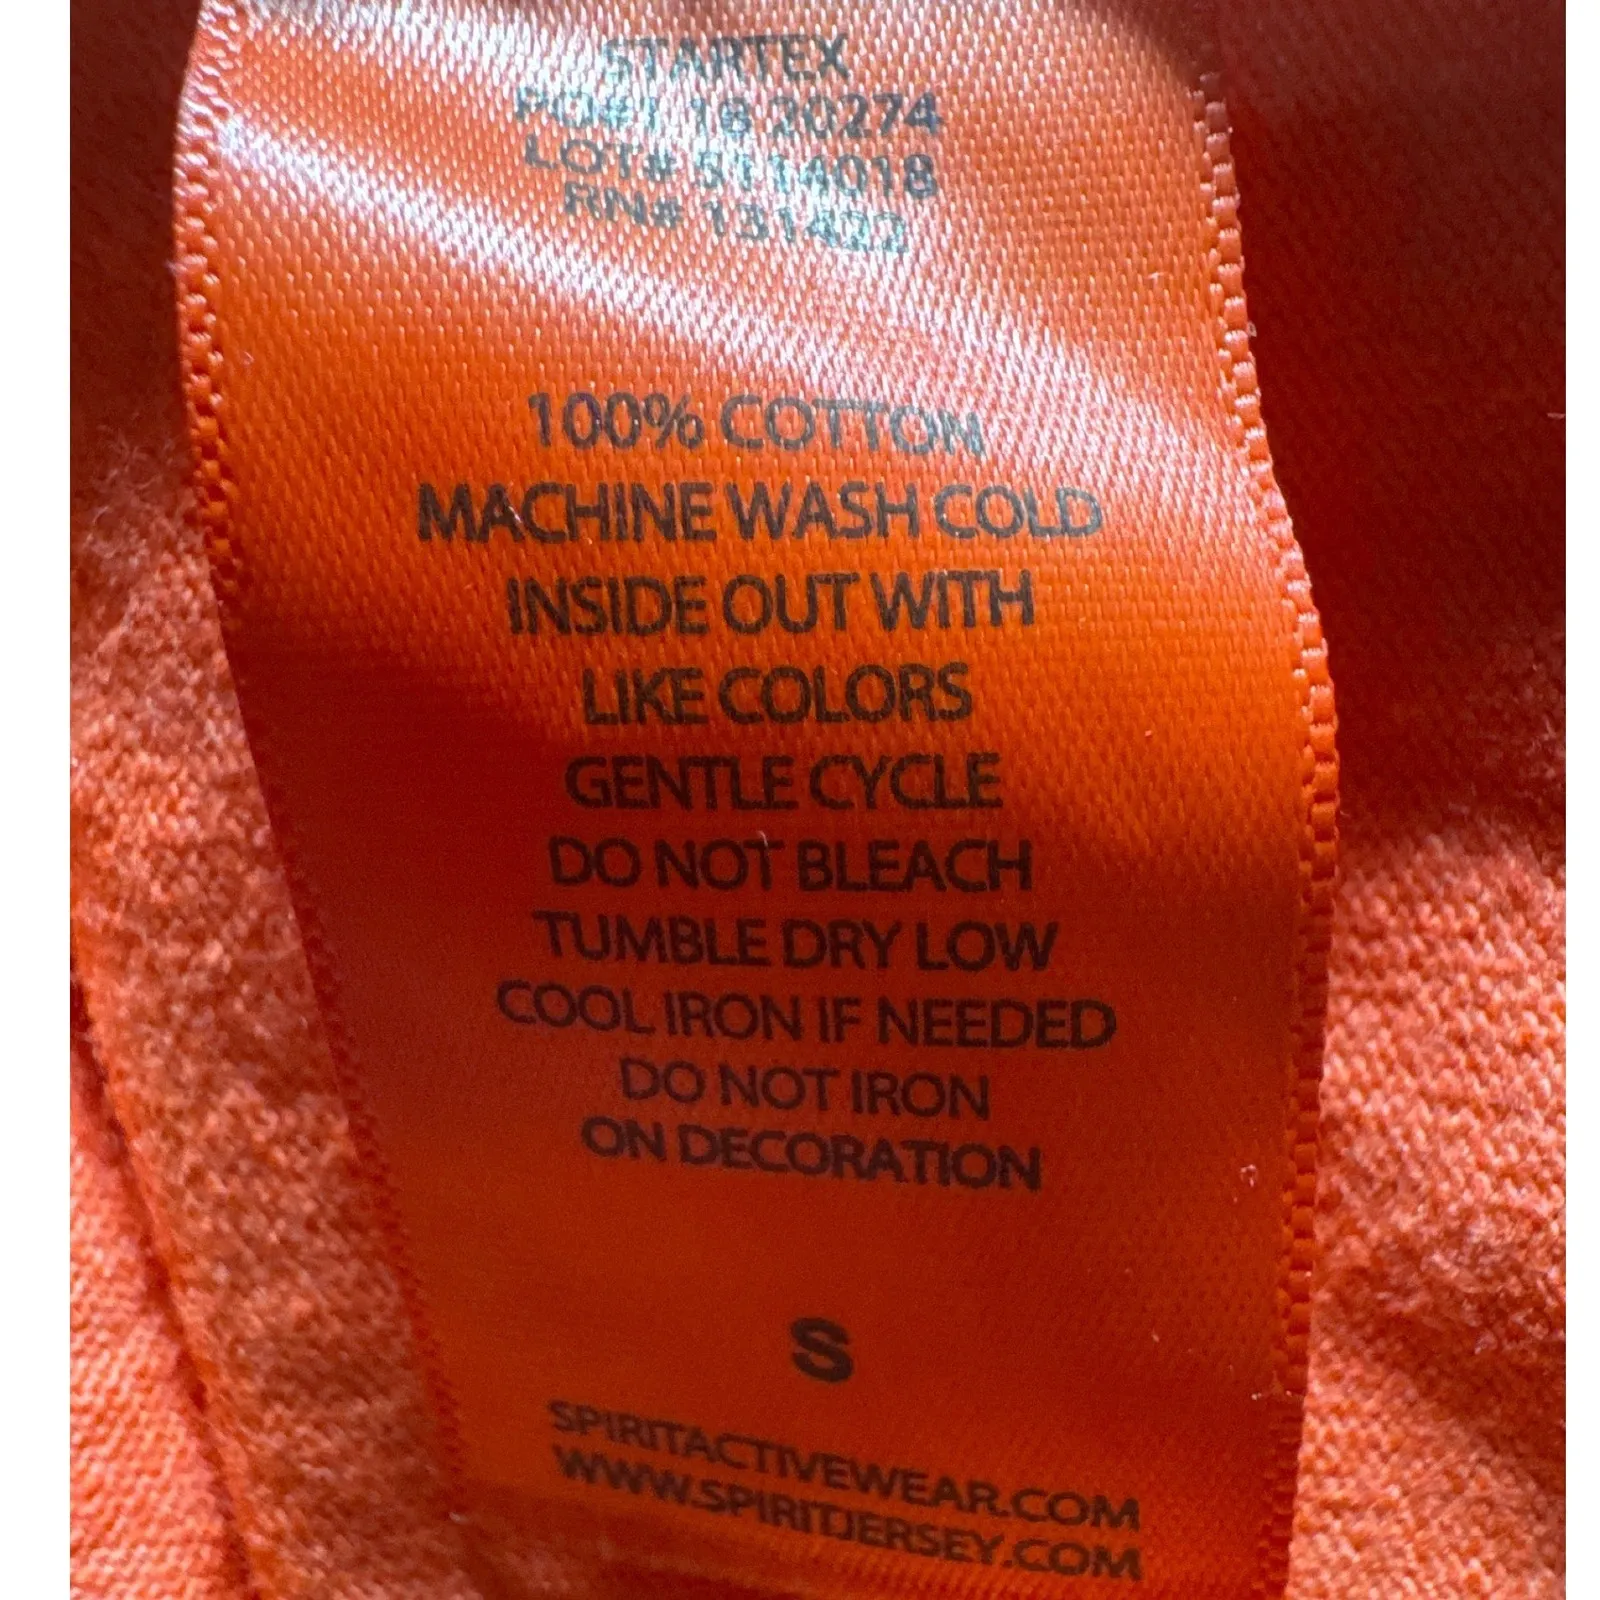 STARTEX
18 20274
LOT# 5114018
RN# 131422
100% COTTON
MACHINE WASH COLD
INSIDE OUT WITH
LIKE COLORS
GENTLE CYCLE
DO NOT BLEACH
TUMBLE DRY LOW
COOL IRON IF NEEDED
DO NOT IRON
ON DECORATION
S
SPIRITACTIVEWEAR.COM
WWW.SPIRITJERSEY.COM